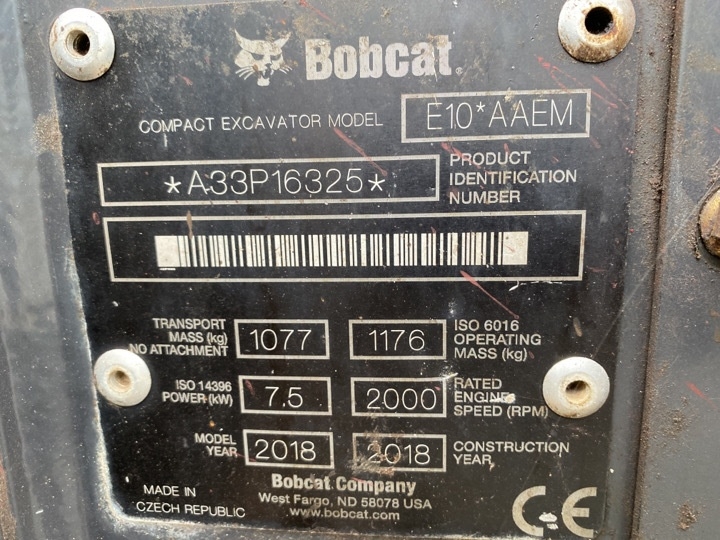 Bobcat
COMPACT EXCAVATOR MODEL E10*AAEM
*A33P16325*
PRODUCT
IDENTIFICATION
NUMBER
TRANSPORT
MASS (kg)
NO ATTACHMENT
1077
1176
ISO 6016
OPERATING
MASS (kg)
ISO 14396
POWER (kW)
7.5
2000
RATED
ENGINE
SPEED (RPM)
MODEL
YEAR
2018
2018
CONSTRUCTION
YEAR
Bobcat Company
West Fargo, ND 58078 USA
www.bobcat.com
MADE IN
CZECH REPUBLIC
CE